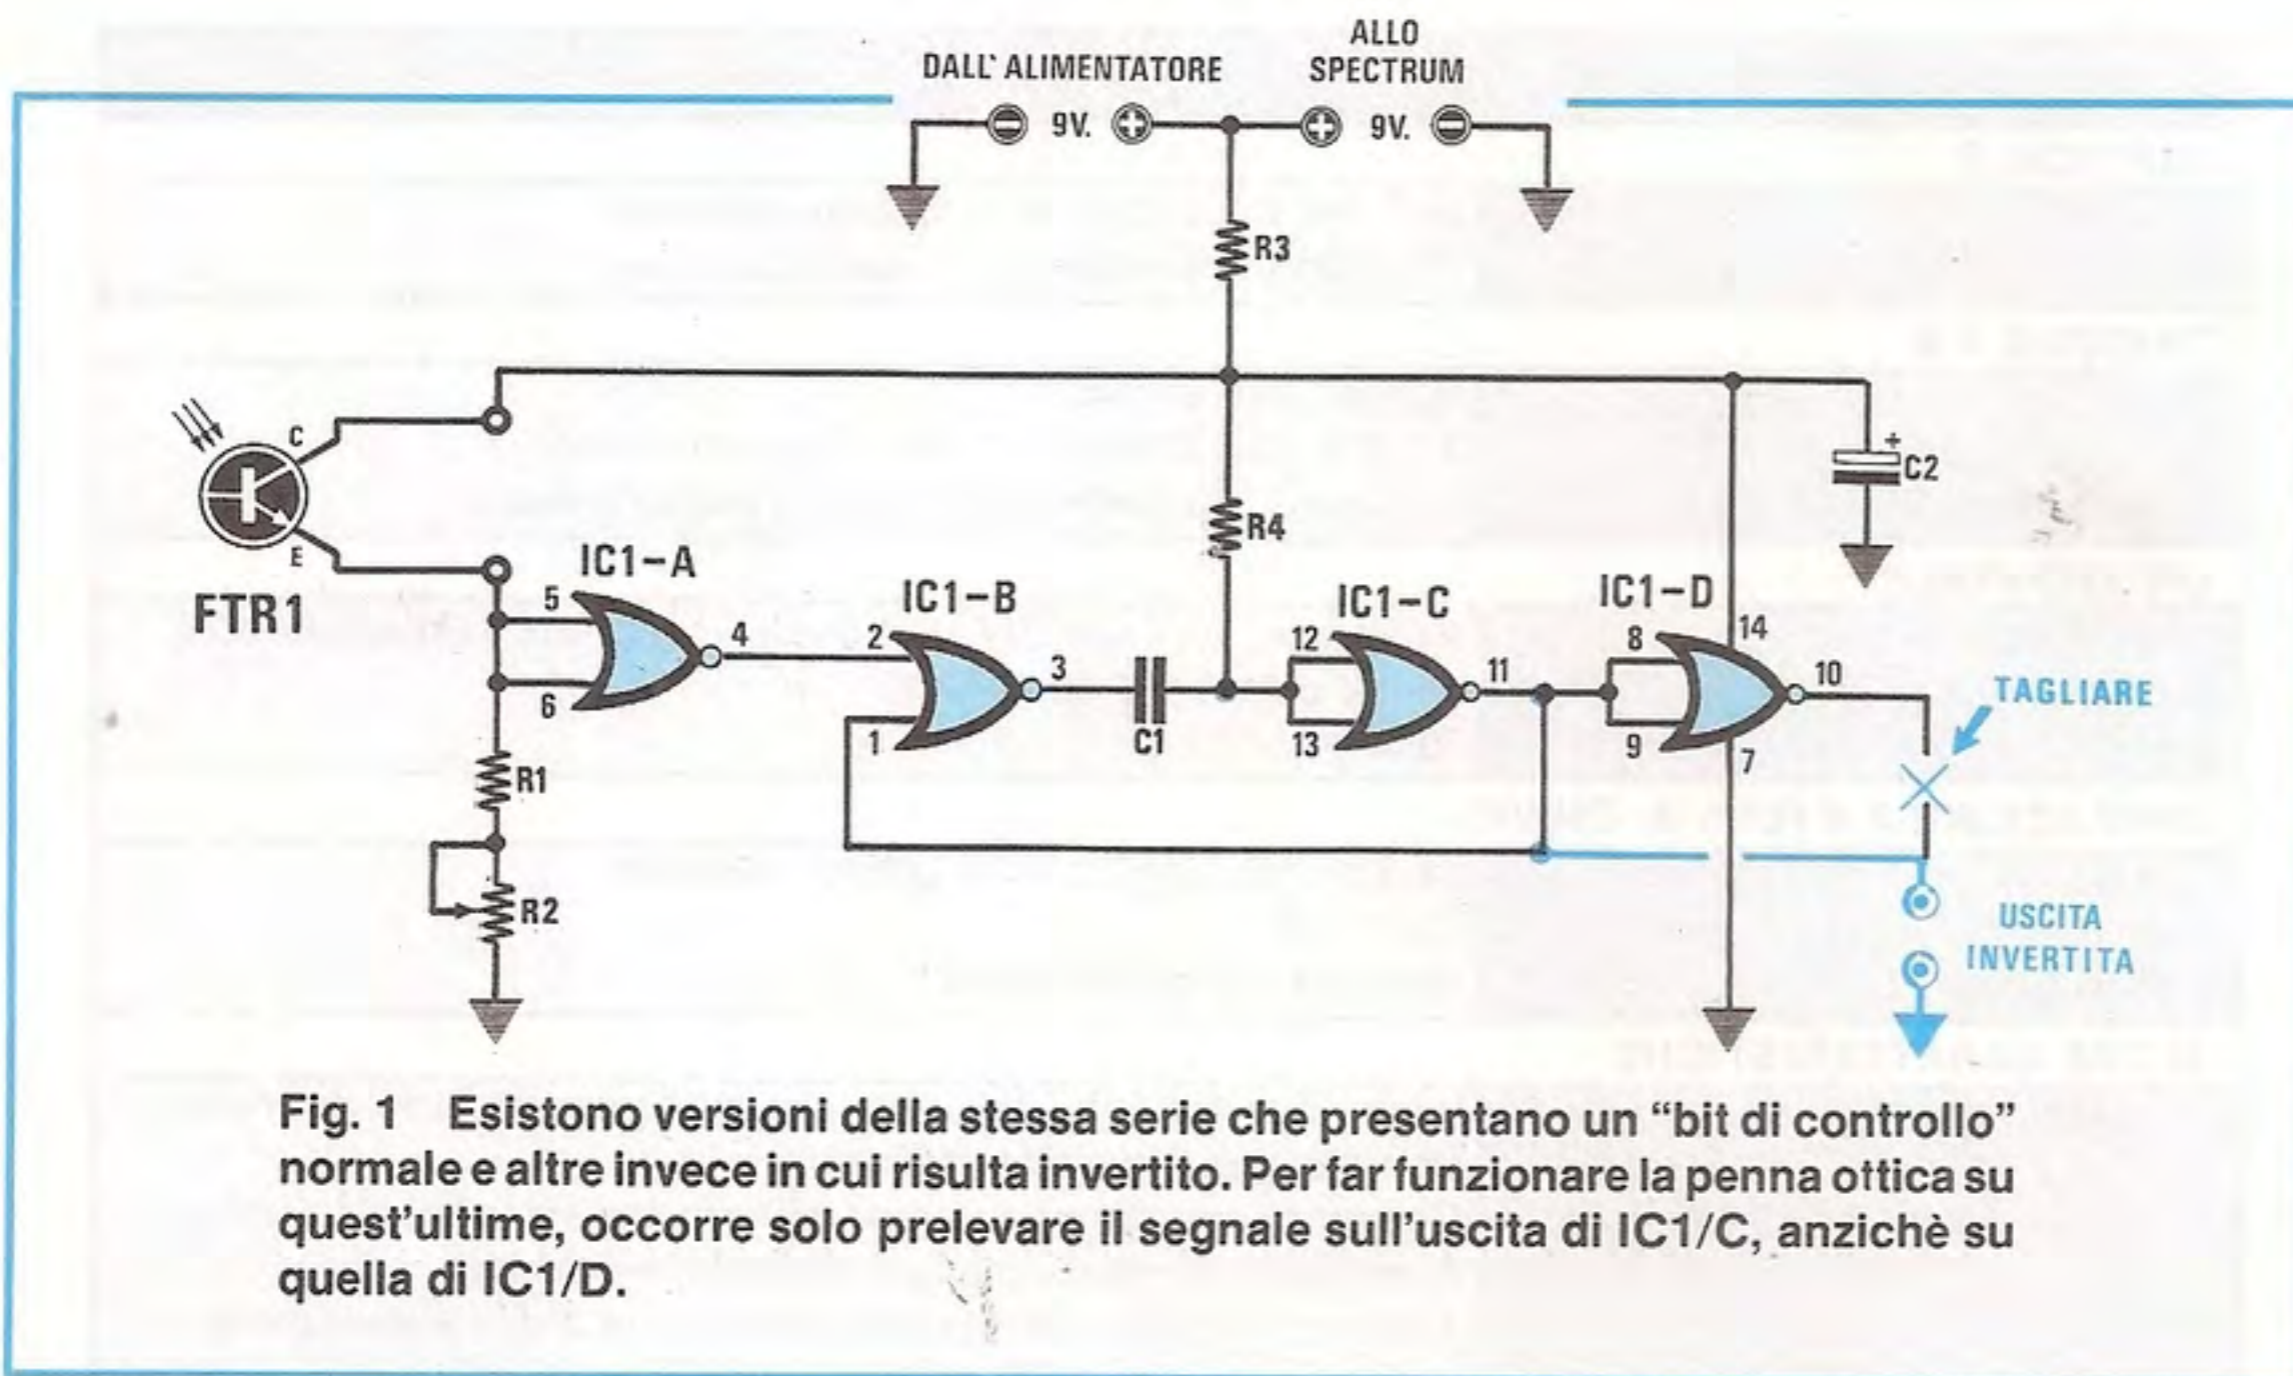 DALL' ALIMENTATORE
ALLO
SPECTRUM
9V.
9V.
R3
C
E
FTR1
R4
+
C2
IC1-A
5
6
4
IC1-B
2
1
3
C1
IC1-C
12
13
11
IC1-D
8
9
14
7
10
TAGLIARE
R1
R2
USCITA
INVERTITA
Fig. 1 Esistono versioni della stessa serie che presentano un “bit di controllo”
normale e altre invece in cui risulta invertito. Per far funzionare la penna ottica su
quest'ultime, occorre solo prelevare il segnale sull'uscita di IC1/C, anzichè su
quella di IC1/D.